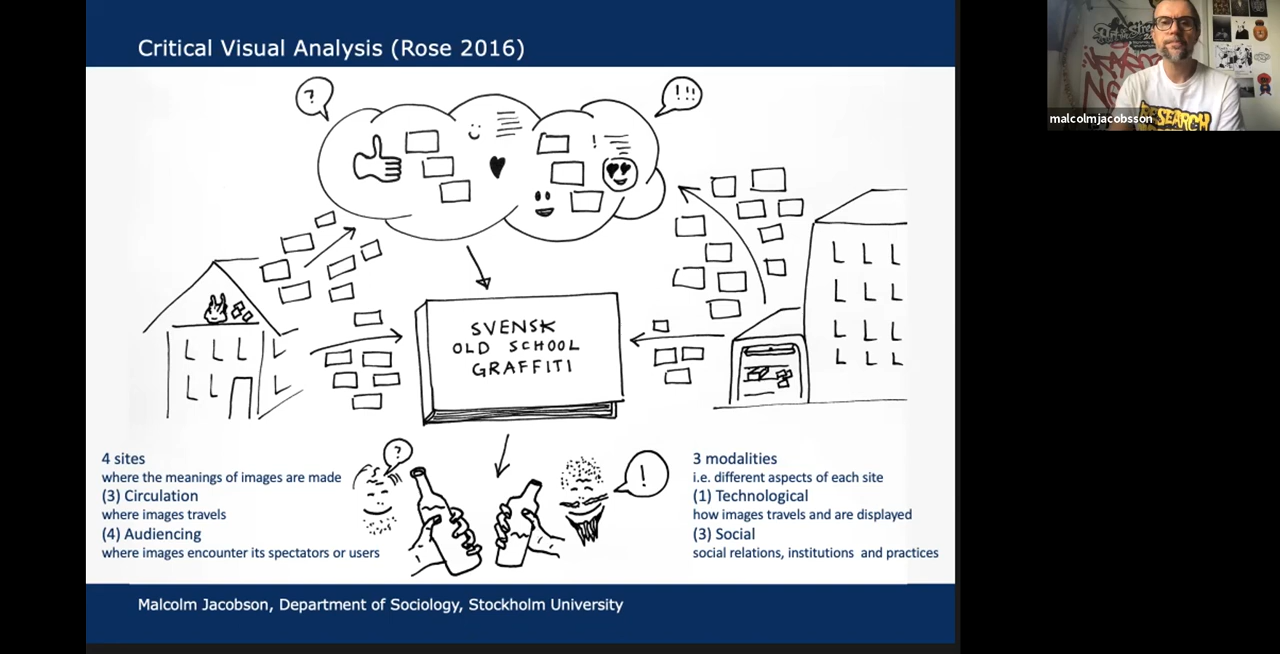 Critical Visual Analysis (Rose 2016)
?
!!!
!
SVENSK
OLD SCHOOL
GRAFFITI
?
!
4 sites
where the meanings of images are made
(3) Circulation
where images travels
(4) Audiencing
where images encounter its spectators or users
3 modalities
i.e. different aspects of each site
(1) Technological
how images travels and are displayed
(3) Social
social relations, institutions and practices
Malcolm Jacobson, Department of Sociology, Stockholm University
malcolmjacobsson